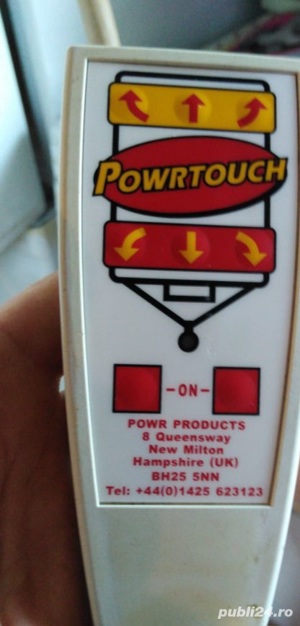 POWRTOUCH
-ON-
POWR PRODUCTS
8 Queensway
New Milton
Hampshire (UK)
BH25 5NN
Tel: +44(0)1425 623123
publi24.ro